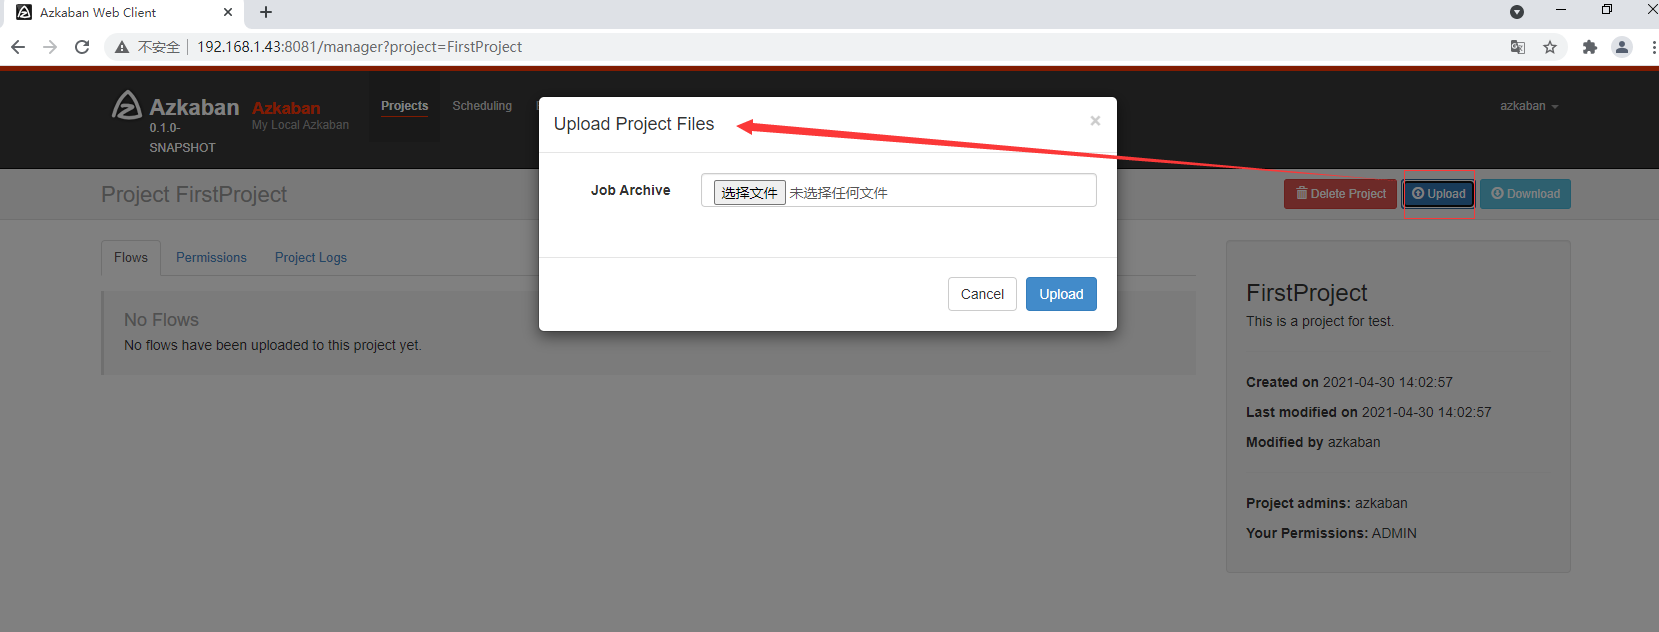 Azkaban Web Client
不安全 192.168.1.43:8081/manager?project=FirstProject
Azkaban
0.1.0-
SNAPSHOT
Azkaban
My Local Azkaban
Projects
Scheduling
azkaban
Upload Project Files
×
Job Archive
选择文件 未选择任何文件
Cancel
Upload
Project FirstProject
Delete Project
Upload
Download
Flows
Permissions
Project Logs
No Flows
No flows have been uploaded to this project yet.
FirstProject
This is a project for test.
Created on 2021-04-30 14:02:57
Last modified on 2021-04-30 14:02:57
Modified by azkaban
Project admins: azkaban
Your Permissions: ADMIN